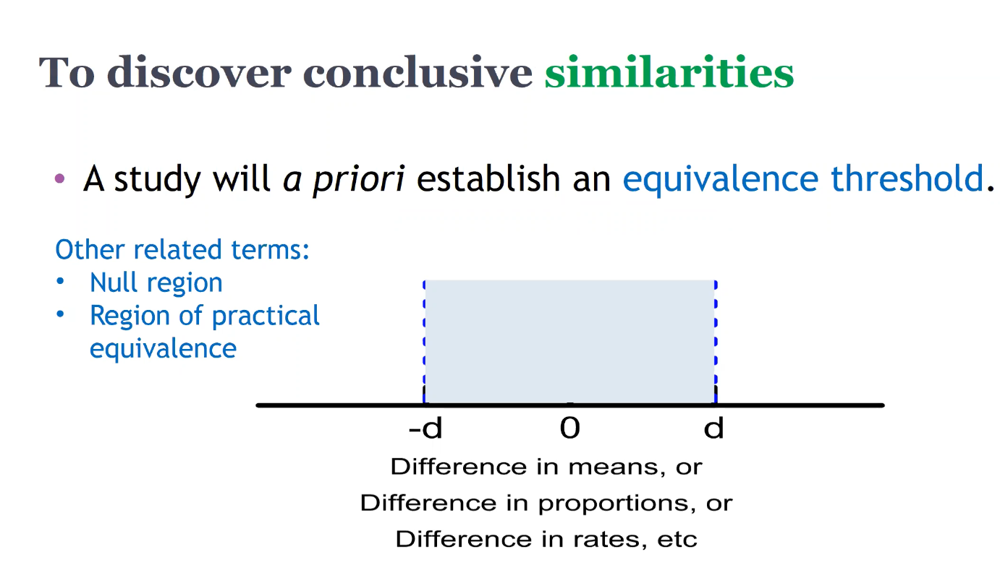 To discover conclusive similarities
• A study will a priori establish an equivalence threshold.
Other related terms:
• Null region
• Region of practical
equivalence
-d 0 d
Difference in means, or
Difference in proportions, or
Difference in rates, etc